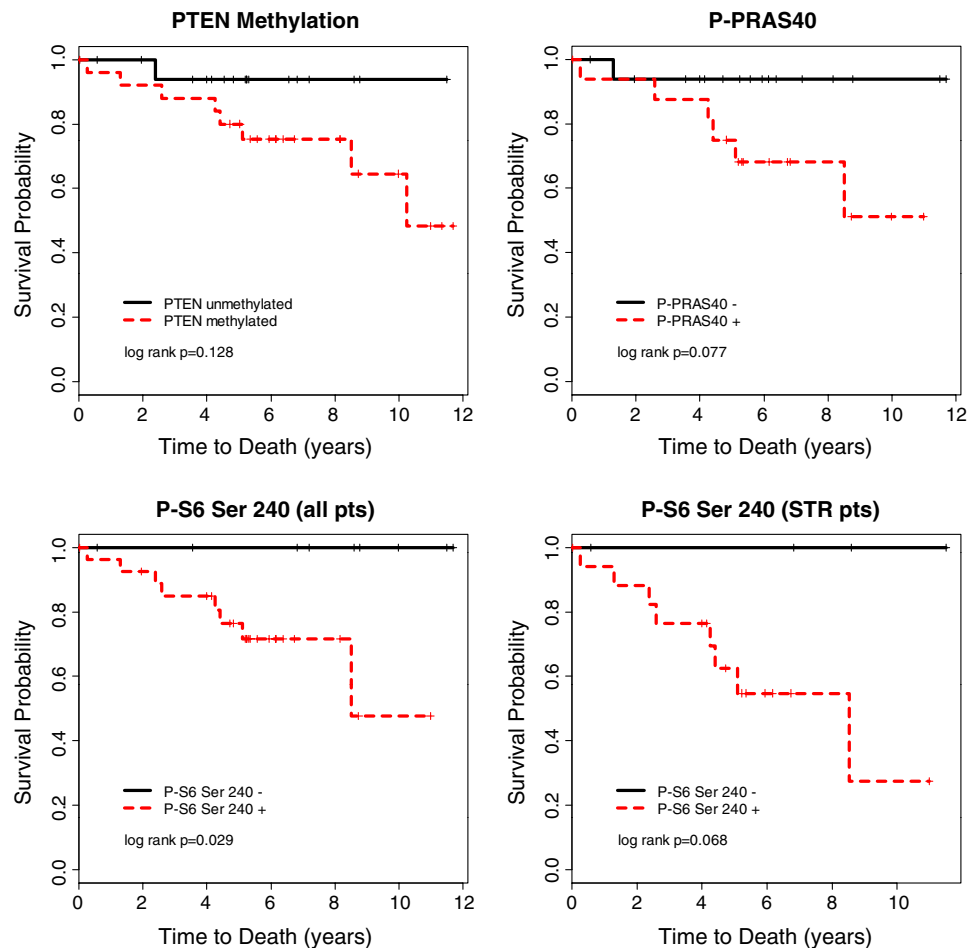 PTEN Methylation
Survival Probability
0.0 0.2 0.4 0.6 0.8 1.0
PTEN unmethylated
PTEN methylated
log rank p=0.128
0 2 4 6 8 10 12
Time to Death (years)
P-PRAS40
Survival Probability
0.0 0.2 0.4 0.6 0.8 1.0
P-PRAS40 -
P-PRAS40 +
log rank p=0.077
0 2 4 6 8 10 12
Time to Death (years)
P-S6 Ser 240 (all pts)
Survival Probability
0.0 0.2 0.4 0.6 0.8 1.0
P-S6 Ser 240 -
P-S6 Ser 240 +
log rank p=0.029
0 2 4 6 8 10 12
Time to Death (years)
P-S6 Ser 240 (STR pts)
Survival Probability
0.0 0.2 0.4 0.6 0.8 1.0
P-S6 Ser 240 -
P-S6 Ser 240 +
log rank p=0.068
0 2 4 6 8 10
Time to Death (years)